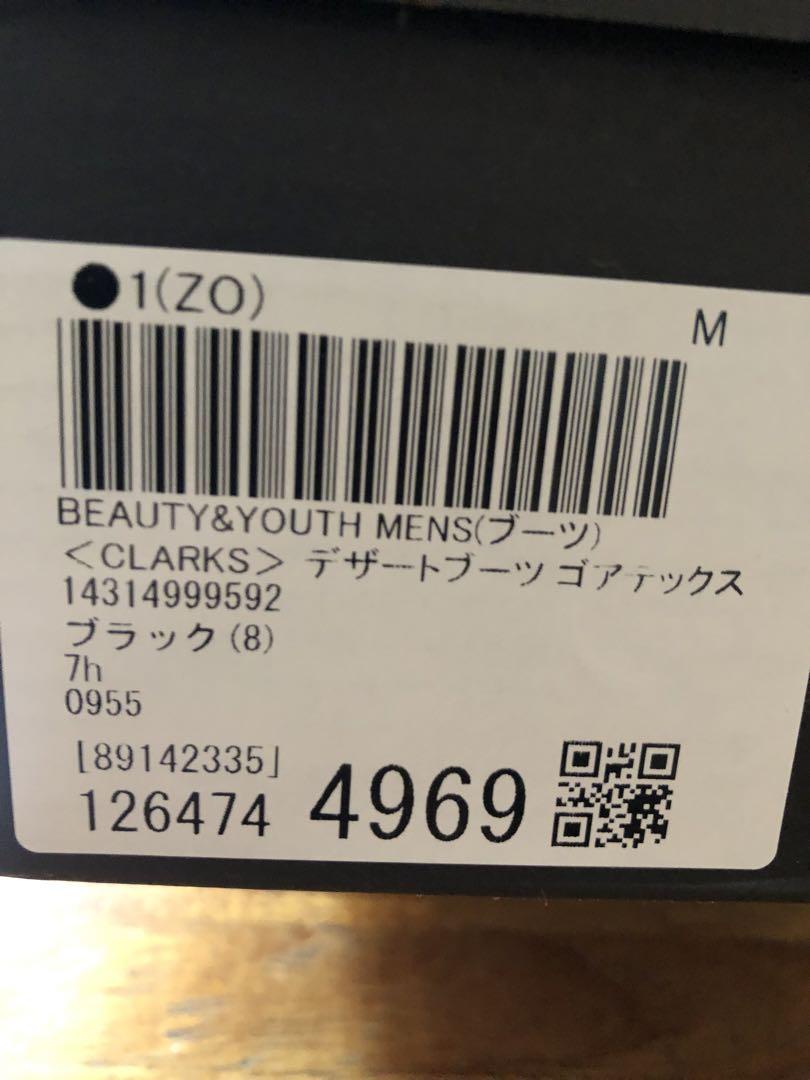 ●1(ZO)
M
BEAUTY&YOUTH MENS(ブーツ)
<CLARKS> デザートブーツ ゴアテックス
14314999592
ブラック(8)
7h
0955
[89142335]
126474 4969